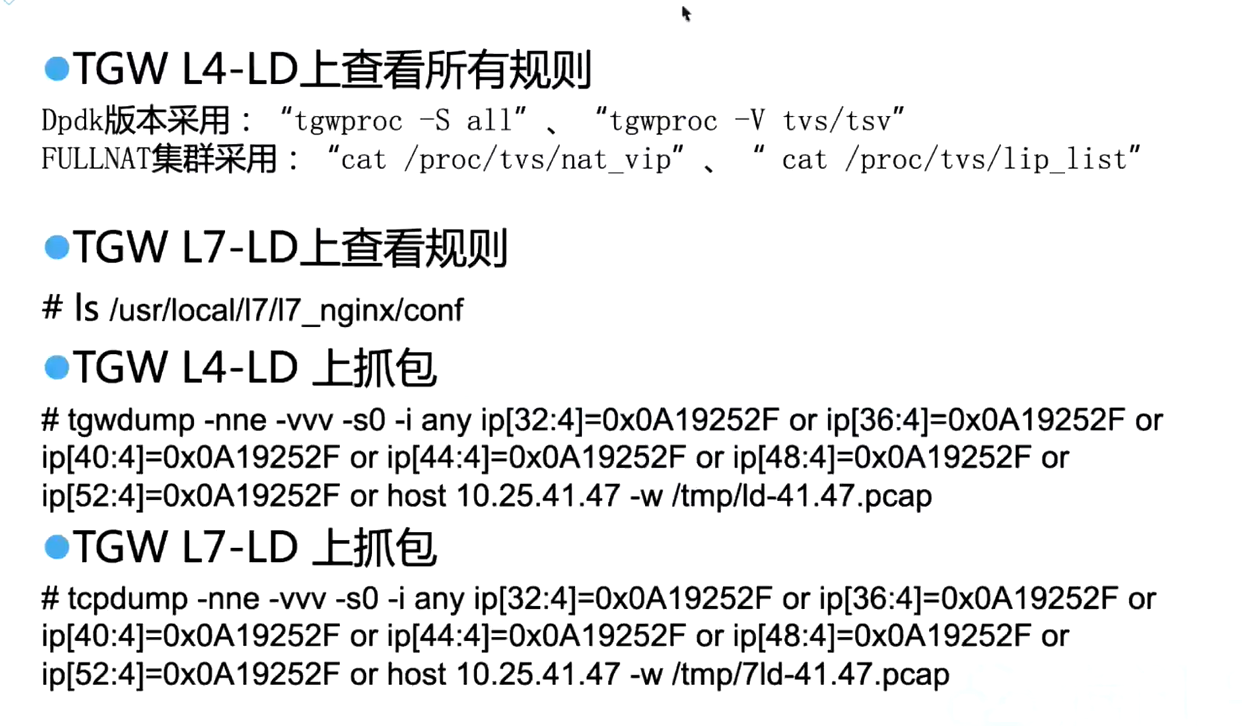 ●TGW L4-LD上查看所有规则
Dpdk版本采用：“tgwproc -S all”、“tgwproc -V tvs/tsv”
FULLNAT集群采用：“cat /proc/tvs/nat_vip”、“ cat /proc/tvs/lip_list”
●TGW L7-LD上查看规则
# ls /usr/local/l7/l7_nginx/conf
●TGW L4-LD 上抓包
# tgwdump -nne -vvv -s0 -i any ip[32:4]=0x0A19252F or ip[36:4]=0x0A19252F or
ip[40:4]=0x0A19252F or ip[44:4]=0x0A19252F or ip[48:4]=0x0A19252F or
ip[52:4]=0x0A19252F or host 10.25.41.47 -w /tmp/ld-41.47.pcap
●TGW L7-LD 上抓包
# tcpdump -nne -vvv -s0 -i any ip[32:4]=0x0A19252F or ip[36:4]=0x0A19252F or
ip[40:4]=0x0A19252F or ip[44:4]=0x0A19252F or ip[48:4]=0x0A19252F or
ip[52:4]=0x0A19252F or host 10.25.41.47 -w /tmp/7ld-41.47.pcap